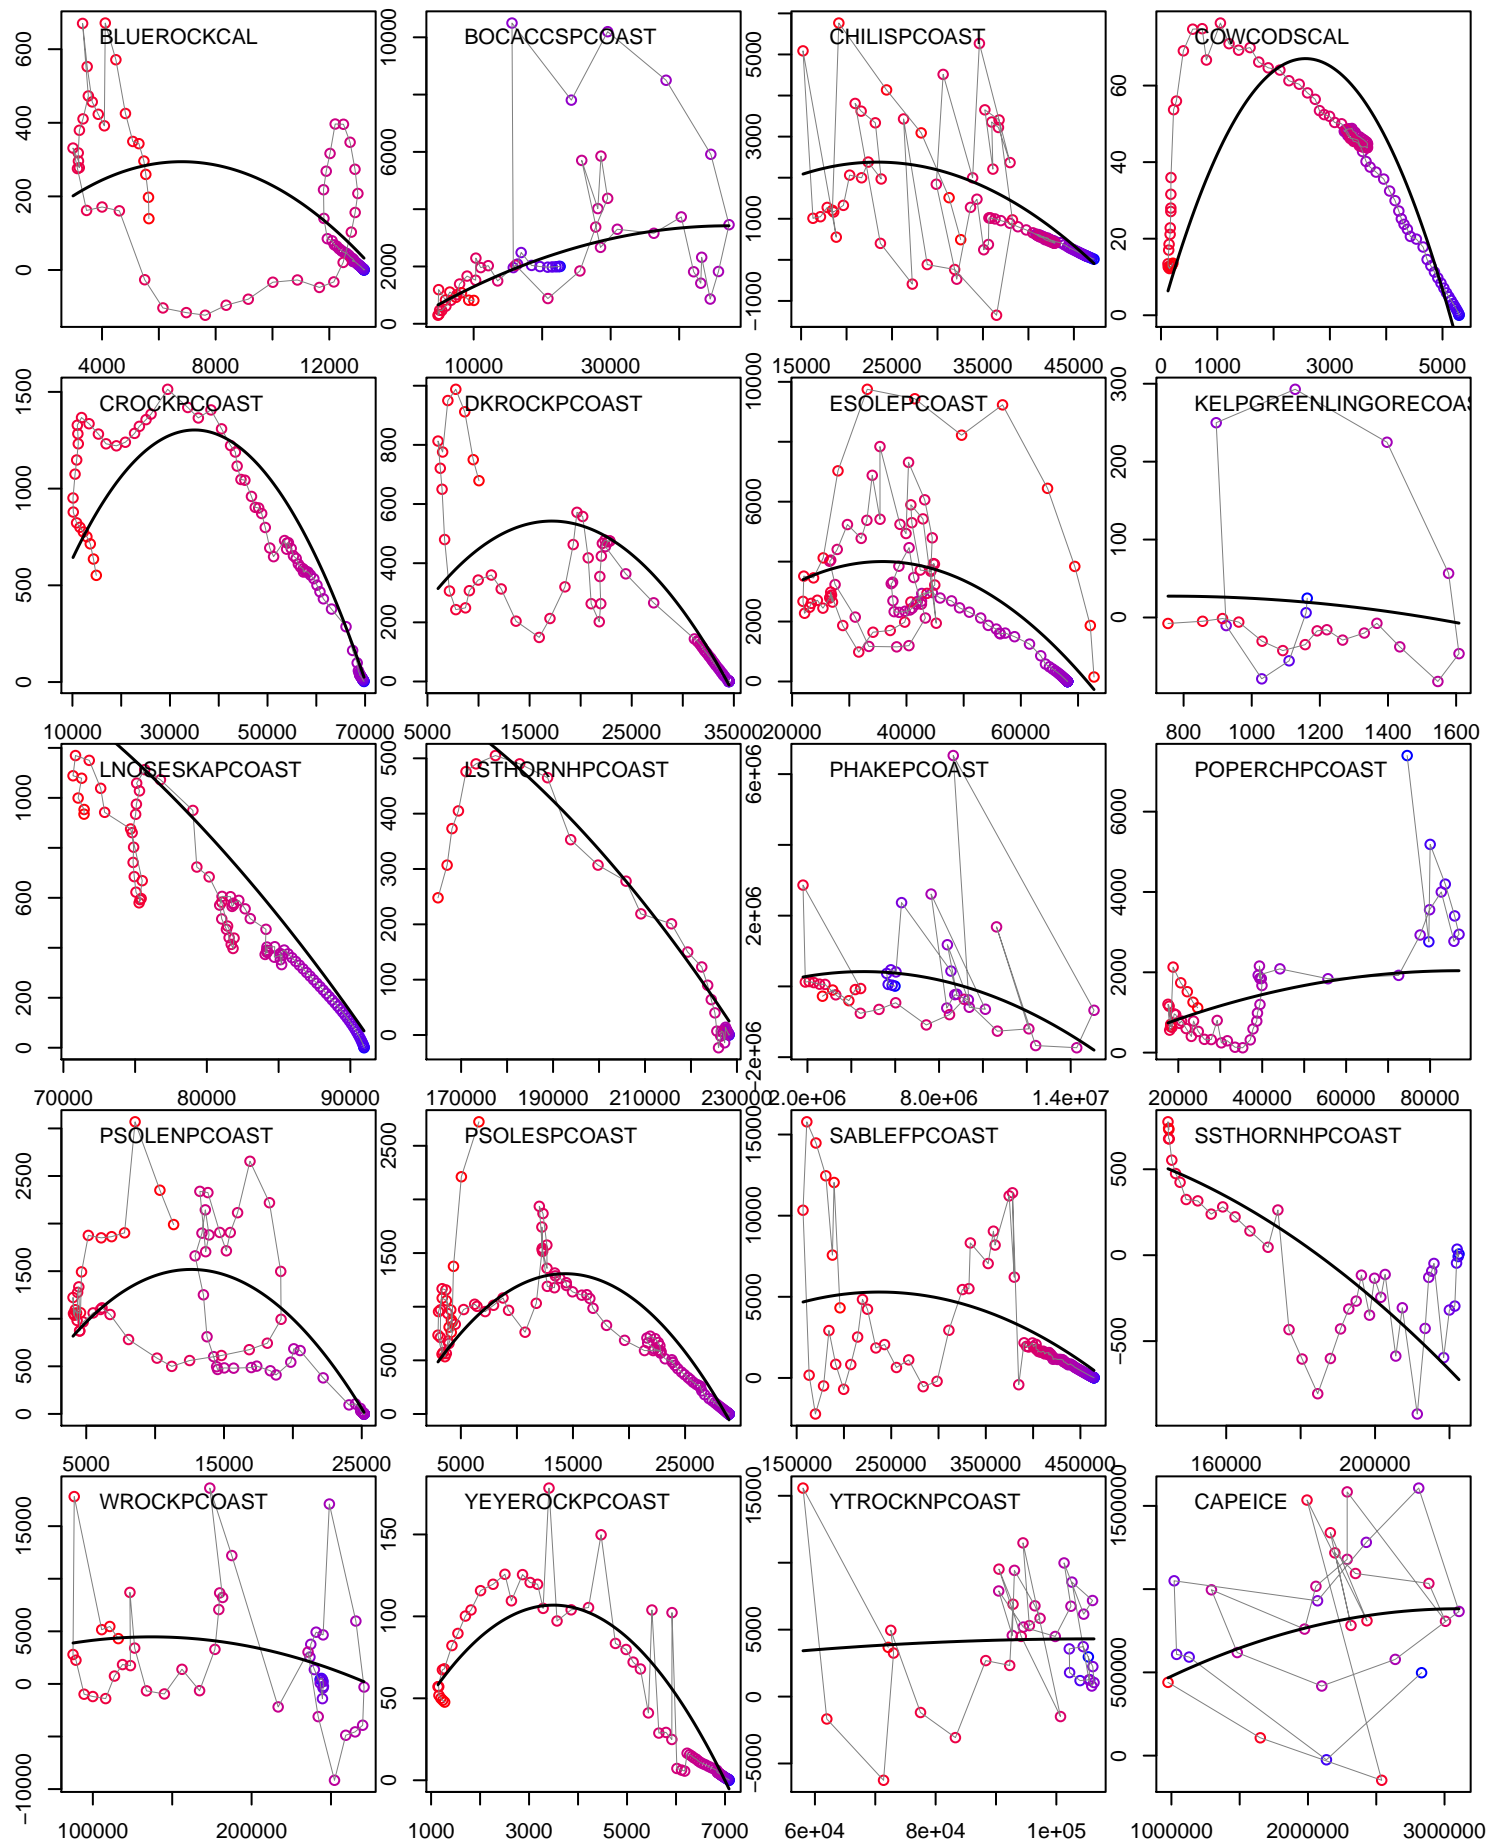 BLUEROCKCAL
BOCACCSPCOAST
CHILISPCOAST
COWCODSCAL
0 200 400 600
0 2000 6000 10000
−1000 1000 3000 5000
0 20 40 60
4000 8000 12000
10000 30000
15000 25000 35000 45000
0 1000 3000 5000
CROCKPCOAST
DKROCKPCOAST
ESOLEPCOAST
KELPGREENLINGORECOAS
0 500 1000 1500
0 200 400 600 800
0 2000 6000 10000
0 100 200 300
10000 30000 50000 70000
5000 15000 25000 35000
20000 40000 60000
800 1000 1200 1400 1600
LNOSESKAPCOAST
LSTHORNHPCOAST
PHAKEPCOAST
POPERCHPCOAST
0 200 600 1000
0 100 200 300 400 500
−2e+06 2e+06 6e+06
0 2000 4000 6000
70000 80000 90000
170000 190000 210000 230000
2.0e+06 8.0e+06 1.4e+07
20000 40000 60000 80000
PSOLENPCOAST
PSOLESPCOAST
SABLEFPCOAST
SSTHORNHPCOAST
0 500 1500 2500
0 500 1500 2500
0 5000 10000 15000
−500 0 500
5000 15000 25000
5000 15000 25000
150000 250000 350000 450000
160000 200000
WROCKPCOAST
YEYEROCKPCOAST
YTROCKNPCOAST
CAPEICE
−10000 0 5000 15000
0 50 100 150
−5000 0 5000 15000
0 50000 150000
100000 200000
1000 3000 5000 7000
6e+04 8e+04 1e+05
1000000 2000000 3000000